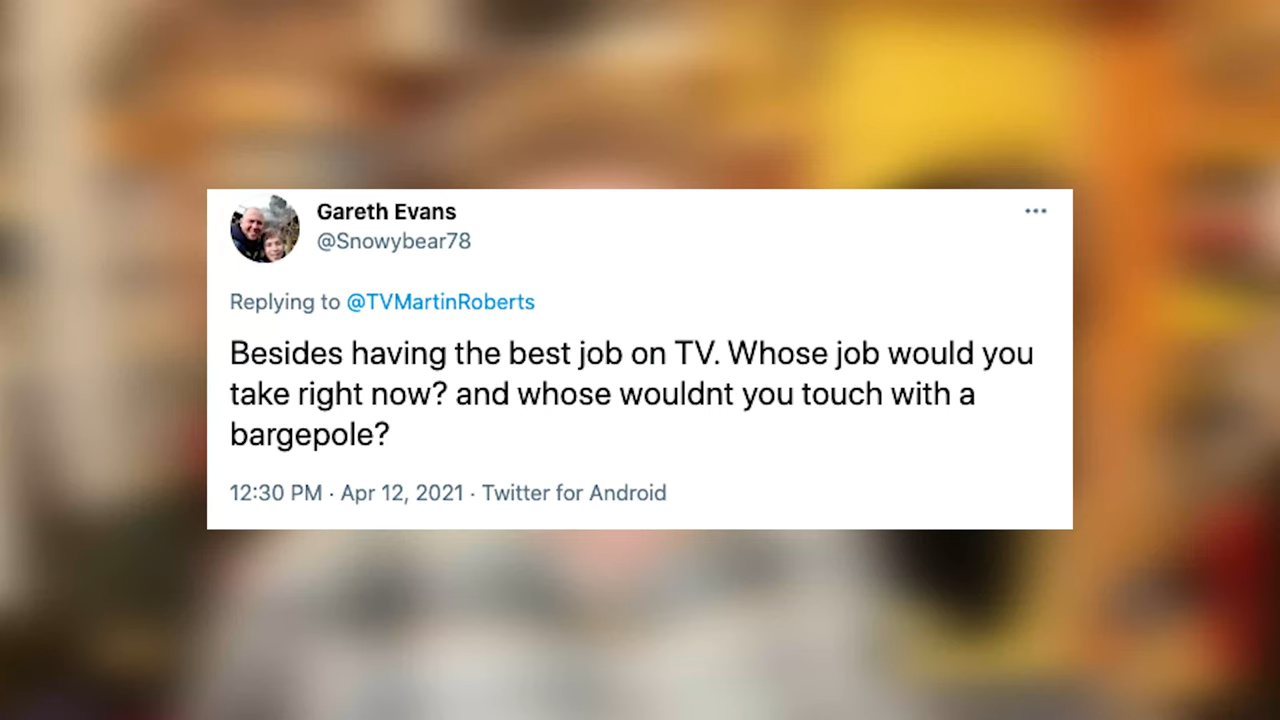 Gareth Evans
@Snowybear78
Replying to @TVMartinRoberts
Besides having the best job on TV. Whose job would you
take right now? and whose wouldnt you touch with a
bargepole?
12:30 PM · Apr 12, 2021 · Twitter for Android